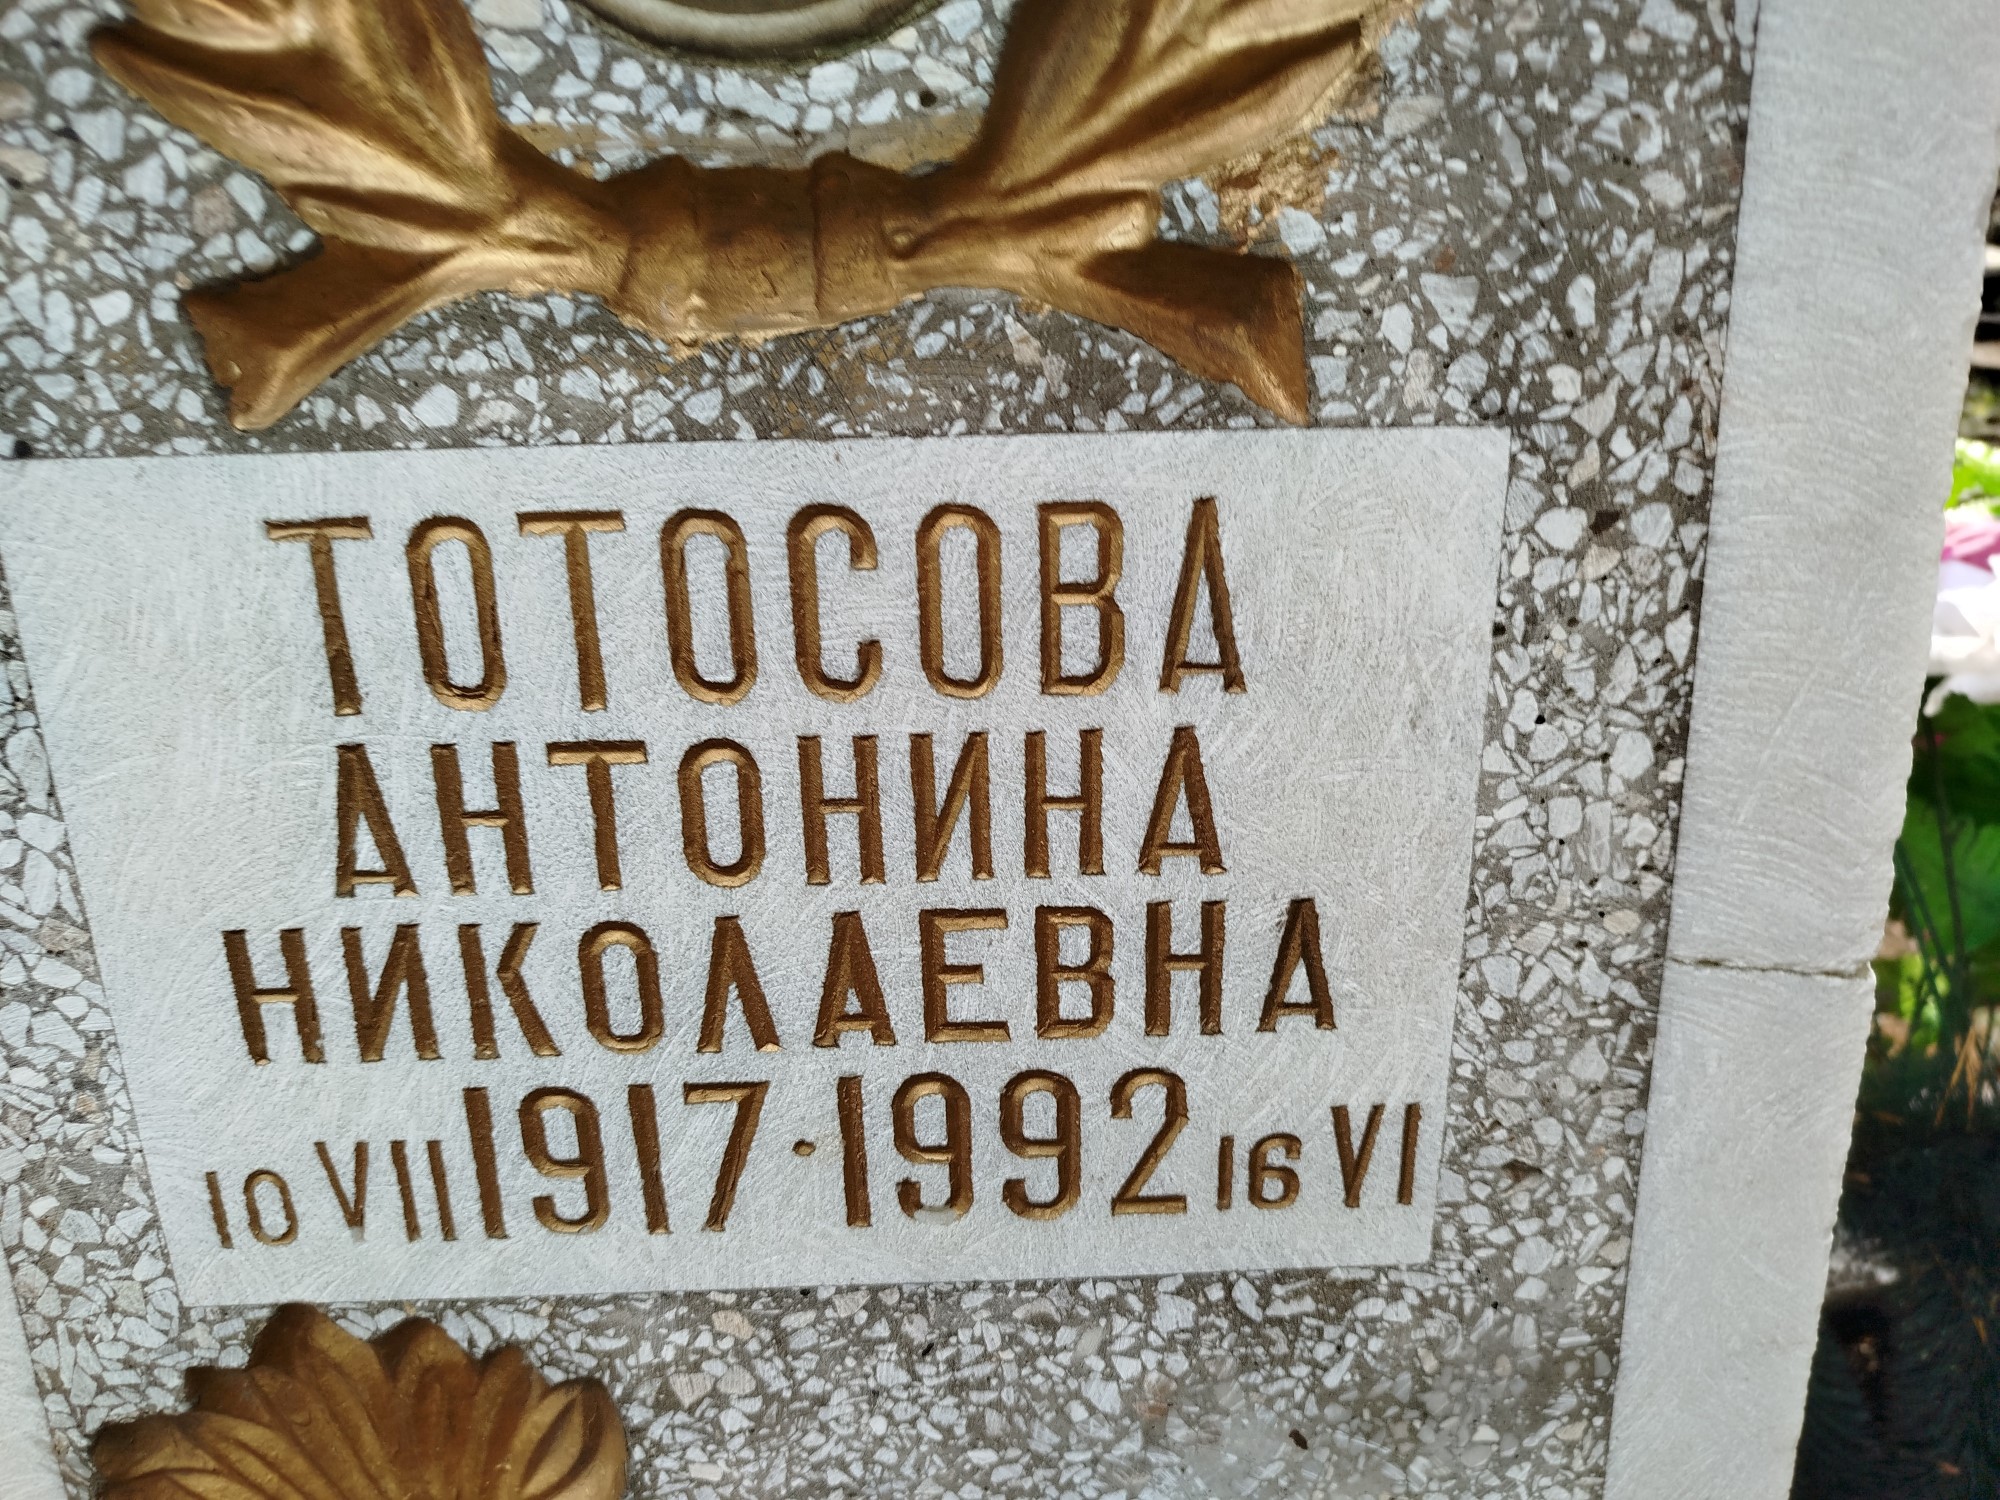 ТОТОСОВА
АНТОНИНА
НИКОЛАЕВНА
10 VII 1917 · 1992 16 VI